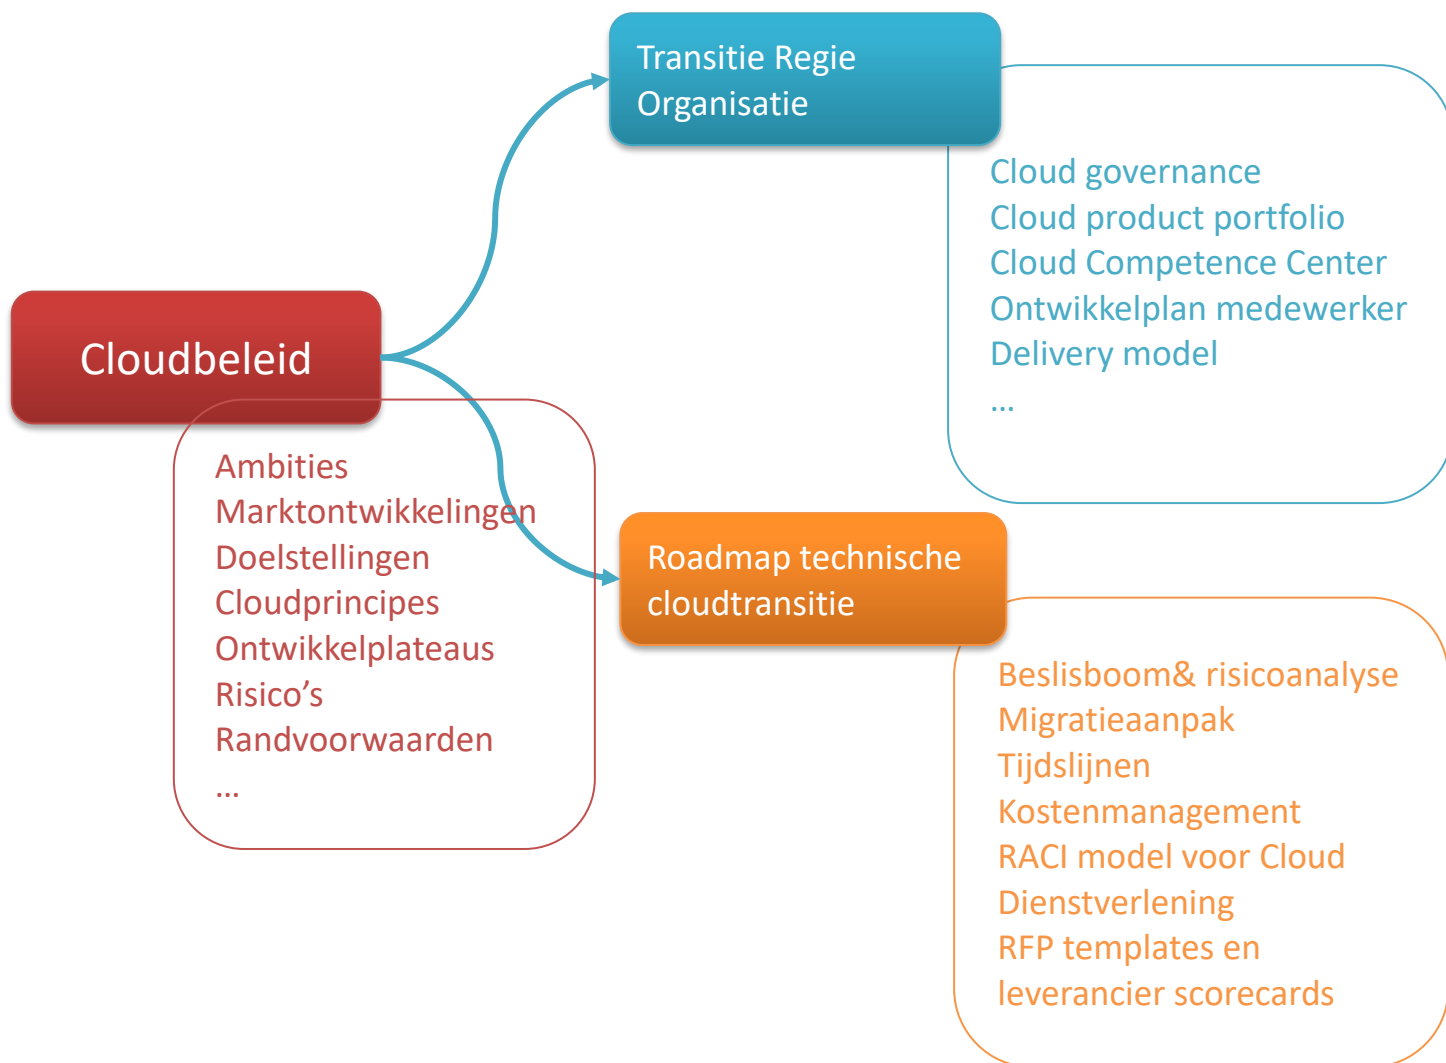 Transitie Regie
Organisatie
Cloud governance
Cloud product portfolio
Cloud Competence Center
Ontwikkelplan medewerker
Delivery model
...
Cloudbeleid
Ambities
Marktontwikkelingen
Doelstellingen
Cloudprincipes
Ontwikkelplateaus
Risico’s
Randvoorwaarden
...
Roadmap technische
cloudtransitie
Beslisboom& risicoanalyse
Migratieaanpak
Tijdslijnen
Kostenmanagement
RACI model voor Cloud
Dienstverlening
RFP templates en
leverancier scorecards